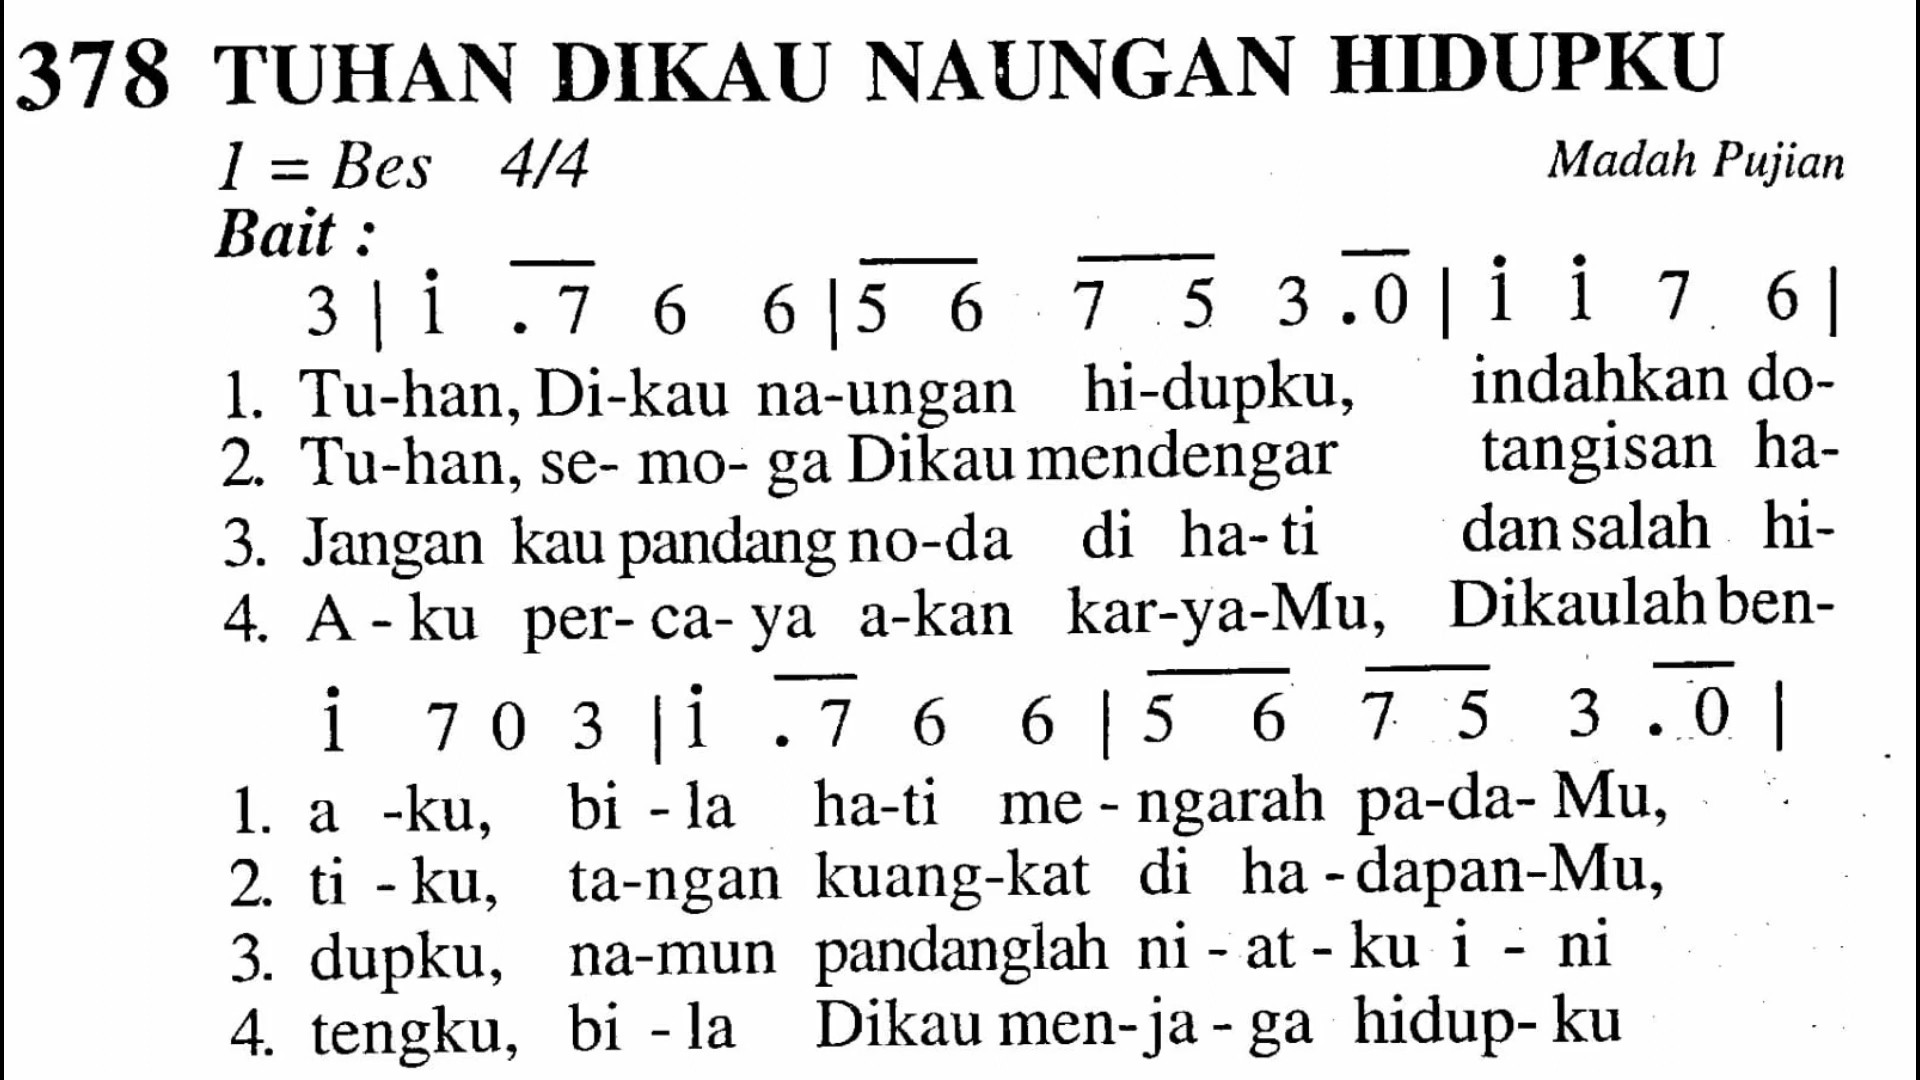 378 TUHAN DIKAU NAUNGAN HIDUPKU
1 = Bes 4/4 Madah Pujian
Bait :
3 | i̇ . 7 6 6 | 5 6 7 5 3 . 0 | i̇ i̇ 7 6 |
1. Tu-han, Di-kau na-ungan hi-dupku, indahkan do-
2. Tu-han, se- mo- ga Dikau mendengar tangisan ha-
3. Jangan kau pandang no-da di ha-ti dan salah hi-
4. A - ku per- ca- ya a-kan kar-ya-Mu, Dikaulah ben-
i̇ 7 0 3 | i̇ . 7 6 6 | 5 6 7 5 3 . 0 |
1. a -ku, bi - la ha-ti me - ngarah pa-da- Mu,
2. ti - ku, ta-ngan kuang-kat di ha - dapan-Mu,
3. dupku, na-mun pandanglah ni - at - ku i - ni
4. tengku, bi - la Dikau men-ja - ga hidup- ku